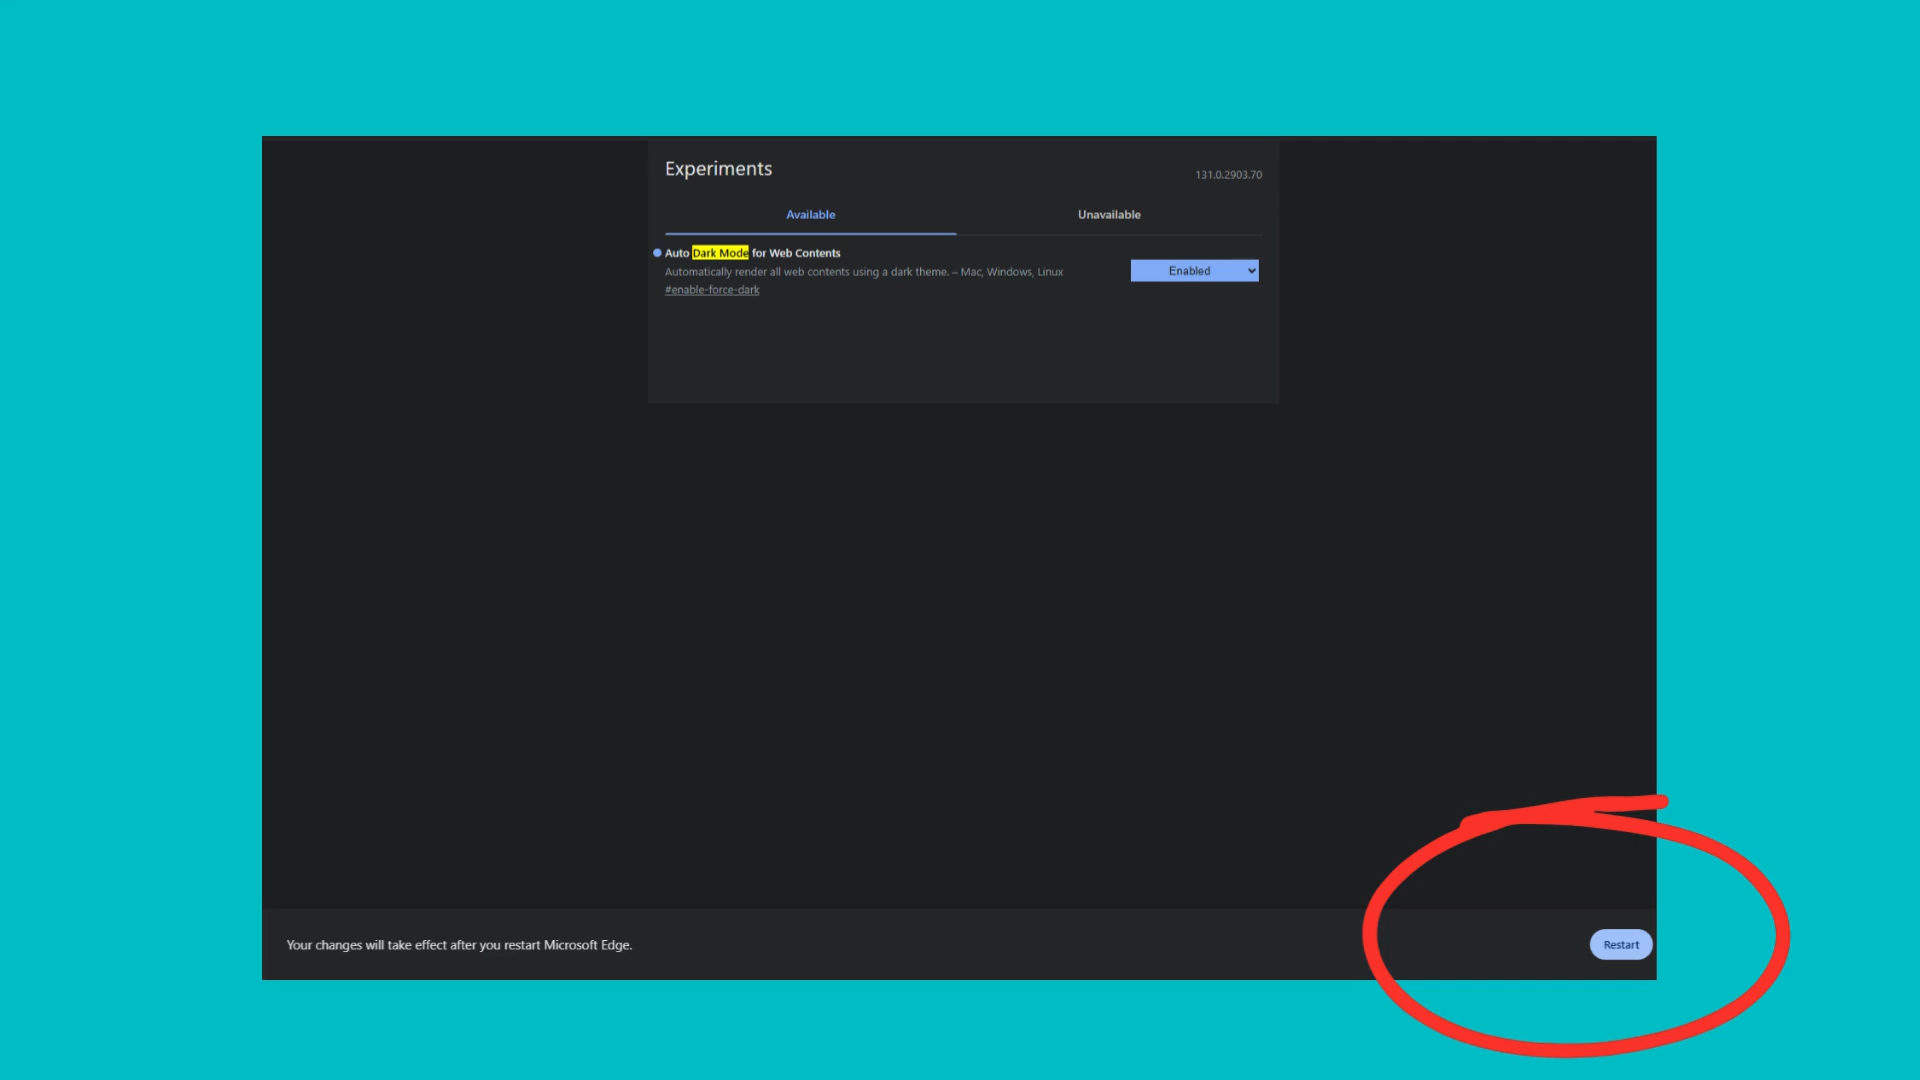 Experiments
131.0.2903.70
Available
Unavailable
Auto Dark Mode for Web Contents
Automatically render all web contents using a dark theme. – Mac, Windows, Linux
#enable-force-dark
Enabled
Your changes will take effect after you restart Microsoft Edge.
Restart